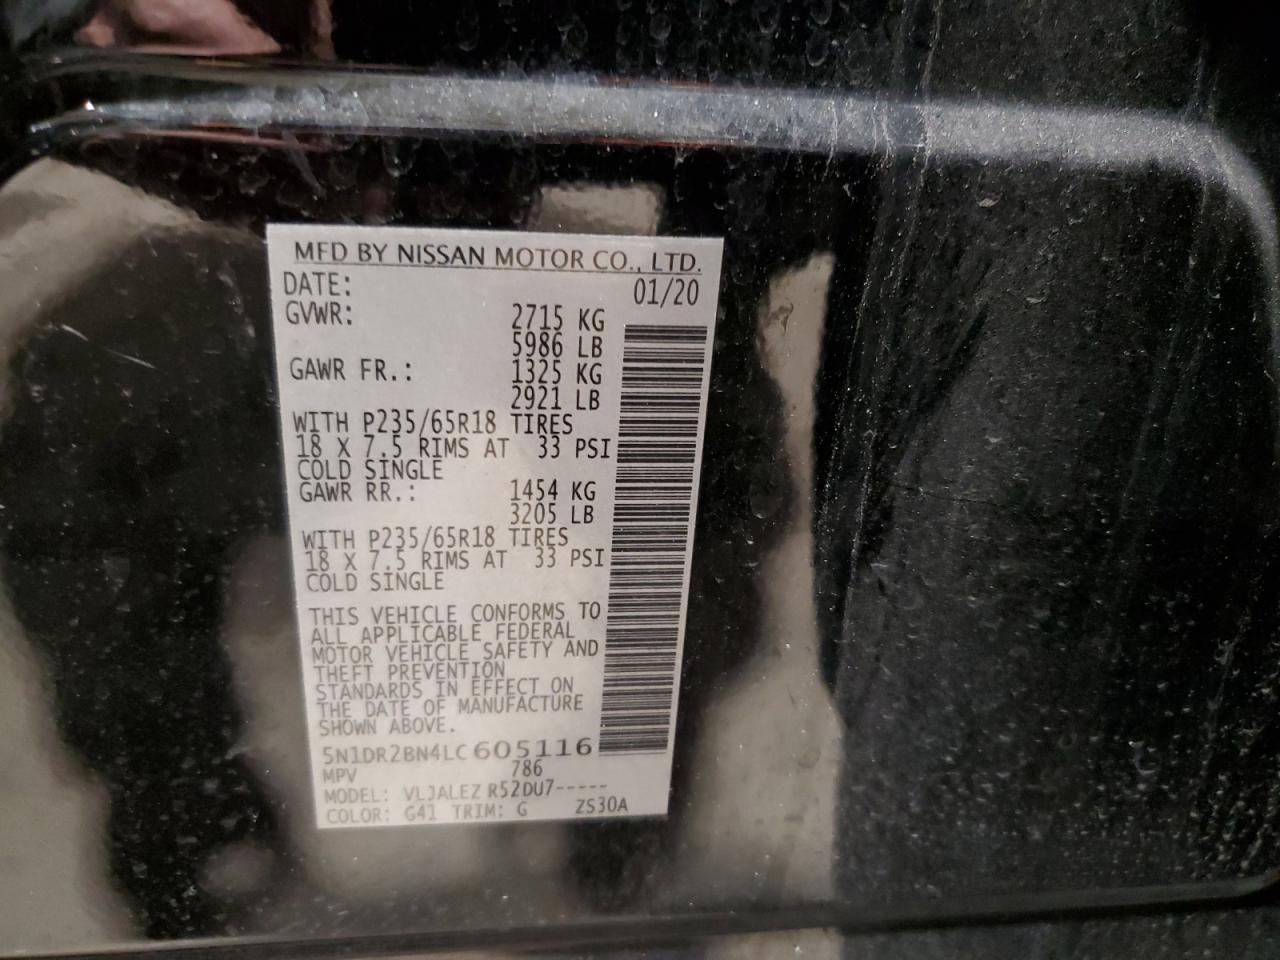 MFD BY NISSAN MOTOR CO., LTD.
DATE: 01/20
GVWR: 2715 KG
5986 LB
GAWR FR.: 1325 KG
2921 LB
WITH P235/65R18 TIRES
18 X 7.5 RIMS AT 33 PSI
COLD SINGLE
GAWR RR.: 1454 KG
3205 LB
WITH P235/65R18 TIRES
18 X 7.5 RIMS AT 33 PSI
COLD SINGLE
THIS VEHICLE CONFORMS TO
ALL APPLICABLE FEDERAL
MOTOR VEHICLE SAFETY AND
THEFT PREVENTION
STANDARDS IN EFFECT ON
THE DATE OF MANUFACTURE
SHOWN ABOVE.
5N1DR2BN4LC605116
MPV 786
MODEL: VLJALEZ R52DU7-----
COLOR: G41 TRIM: G ZS30A